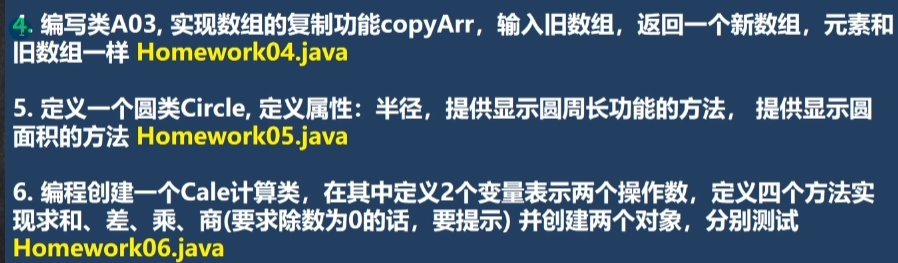 4. 编写类A03, 实现数组的复制功能copyArr，输入旧数组，返回一个新数组，元素和
旧数组一样 Homework04.java
5. 定义一个圆类Circle, 定义属性：半径，提供显示圆周长功能的方法， 提供显示圆
面积的方法 Homework05.java
6. 编程创建一个Cale计算类，在其中定义2个变量表示两个操作数，定义四个方法实
现求和、差、乘、商(要求除数为0的话，要提示) 并创建两个对象，分别测试
Homework06.java